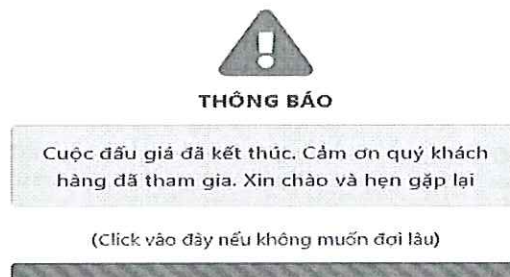 THÔNG BÁO
Cuộc đấu giá đã kết thúc. Cảm ơn quý khách
hàng đã tham gia. Xin chào và hẹn gặp lại
(Click vào đây nếu không muốn đợi lâu)